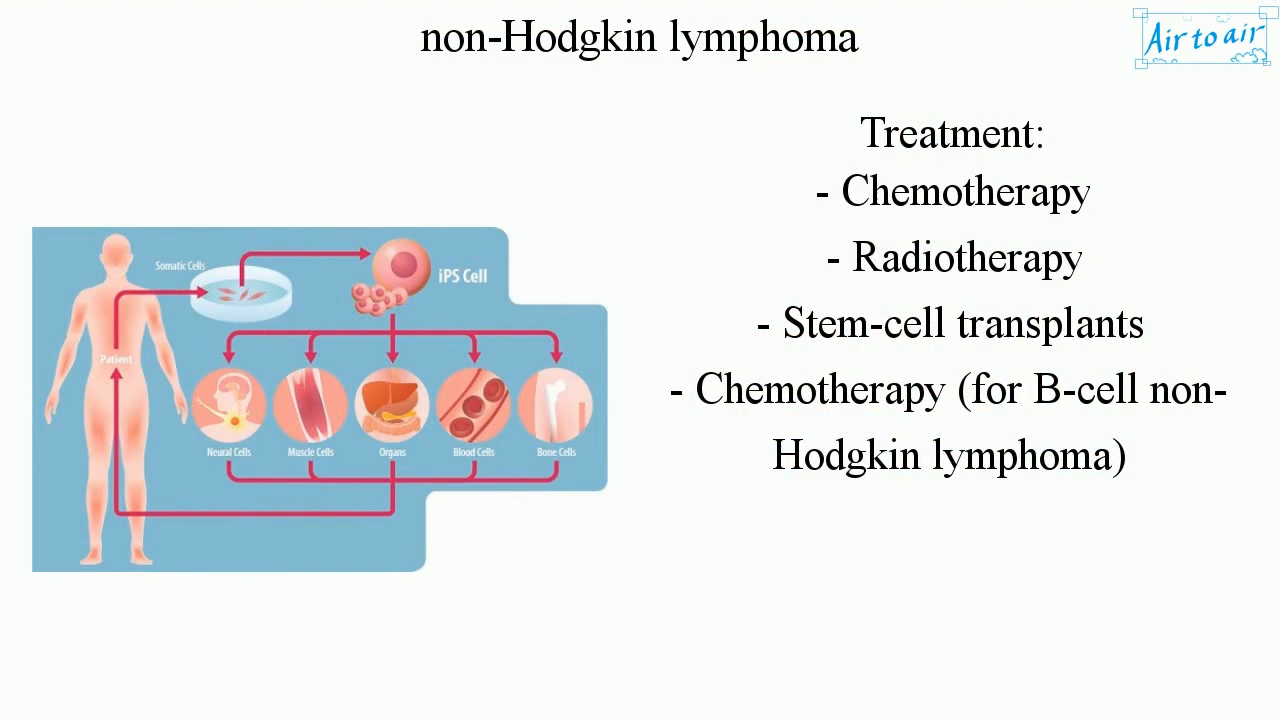 non-Hodgkin lymphoma
Air to air
Treatment:
- Chemotherapy
- Radiotherapy
- Stem-cell transplants
- Chemotherapy (for B-cell non-
Hodgkin lymphoma)
Somatic Cells
iPS Cell
Patient
Neural Cells
Muscle Cells
Organs
Blood Cells
Bone Cells